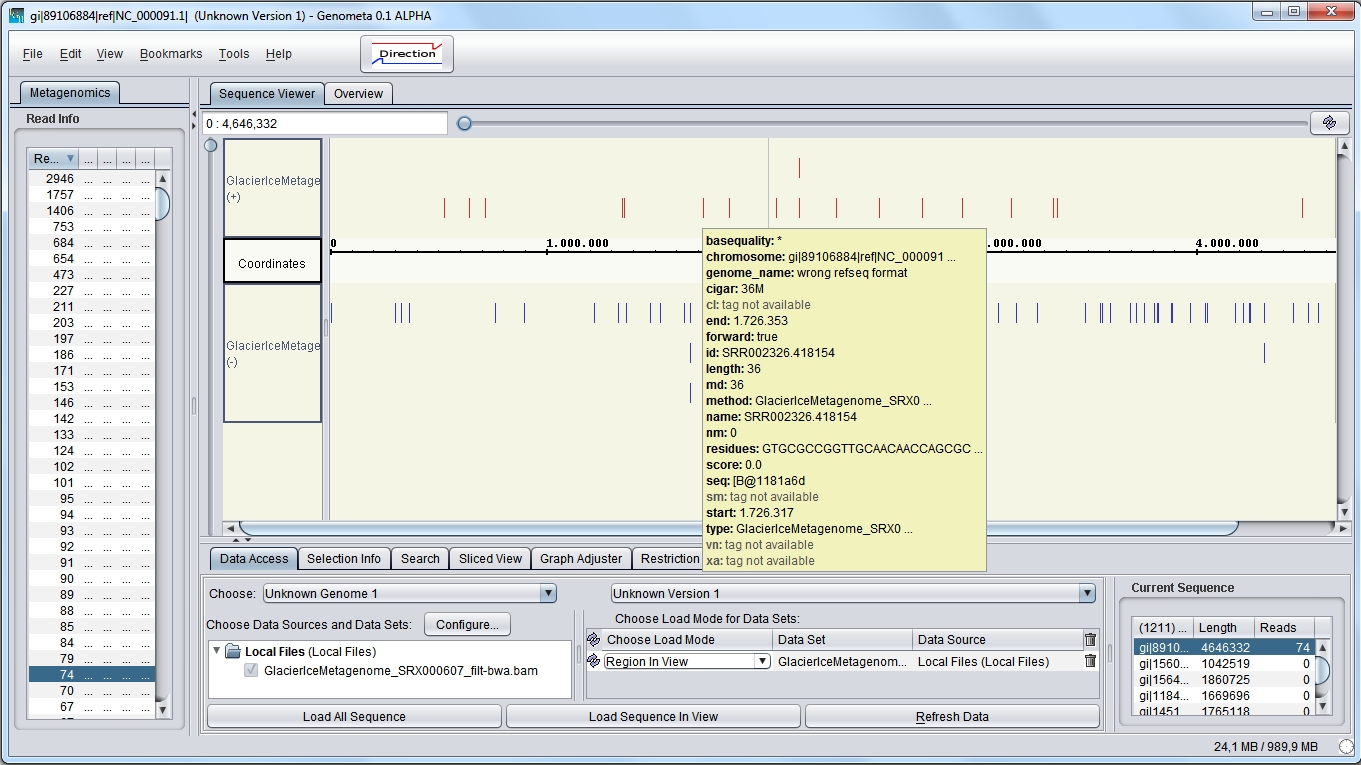 gi|89106884|ref|NC_000091.1| (Unknown Version 1) - Genometa 0.1 ALPHA
File Edit View Bookmarks Tools Help Direction
Metagenomics
Read Info
Re... ... ... ... ...
2946 ... ... ... ...
1757 ... ... ... ...
1406 ... ... ... ...
753 ... ... ... ...
684 ... ... ... ...
654 ... ... ... ...
473 ... ... ... ...
227 ... ... ... ...
211 ... ... ... ...
203 ... ... ... ...
197 ... ... ... ...
186 ... ... ... ...
171 ... ... ... ...
153 ... ... ... ...
146 ... ... ... ...
142 ... ... ... ...
133 ... ... ... ...
124 ... ... ... ...
102 ... ... ... ...
101 ... ... ... ...
95 ... ... ... ...
94 ... ... ... ...
93 ... ... ... ...
92 ... ... ... ...
91 ... ... ... ...
90 ... ... ... ...
89 ... ... ... ...
88 ... ... ... ...
85 ... ... ... ...
84 ... ... ... ...
79 ... ... ... ...
74 ... ... ... ...
70 ... ... ... ...
67 ... ... ... ...
Sequence Viewer Overview
0 : 4,646,332
GlacierIceMetage
(+)
Coordinates
0 1.000.000 .000.000 4.000.000
GlacierIceMetage
(-)
basequality: *
chromosome: gi|89106884|ref|NC_000091 ...
genome_name: wrong refseq format
cigar: 36M
cl: tag not available
end: 1.726.353
forward: true
id: SRR002326.418154
length: 36
md: 36
method: GlacierIceMetagenome_SRX0 ...
name: SRR002326.418154
nm: 0
residues: GTGCGCCGGTTGCAACAACCAGCGC ...
score: 0.0
seq: [B@1181a6d
sm: tag not available
start: 1.726.317
type: GlacierIceMetagenome_SRX0 ...
vn: tag not available
xa: tag not available
Data Access Selection Info Search Sliced View Graph Adjuster Restriction
Choose: Unknown Genome 1 Unknown Version 1
Choose Data Sources and Data Sets: Configure...
Local Files (Local Files)
GlacierIceMetagenome_SRX000607_filt-bwa.bam
Choose Load Mode for Data Sets:
Choose Load Mode Data Set Data Source
Region In View GlacierIceMetagenom... Local Files (Local Files)
Load All Sequence Load Sequence In View Refresh Data
Current Sequence
(1211) ... Length Reads
gi|8910... 4646332 74
gi|1560... 1042519 0
gi|1564... 1860725 0
gi|1184... 1669696 0
gi|1451... 1765118 0
24,1 MB / 989,9 MB